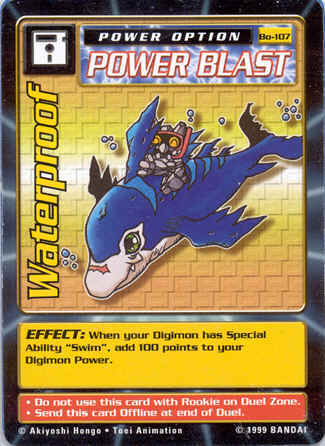 POWER OPTION
Bo-107
POWER BLAST
Waterproof
EFFECT: When your Digimon has Special
Ability "Swim", add 100 points to your
Digimon Power.
• Do not use this card with Rookie on Duel Zone.
• Send this card Offline at end of Duel.
© Akiyoshi Hongo • Toei Animation
© 1999 BANDAI